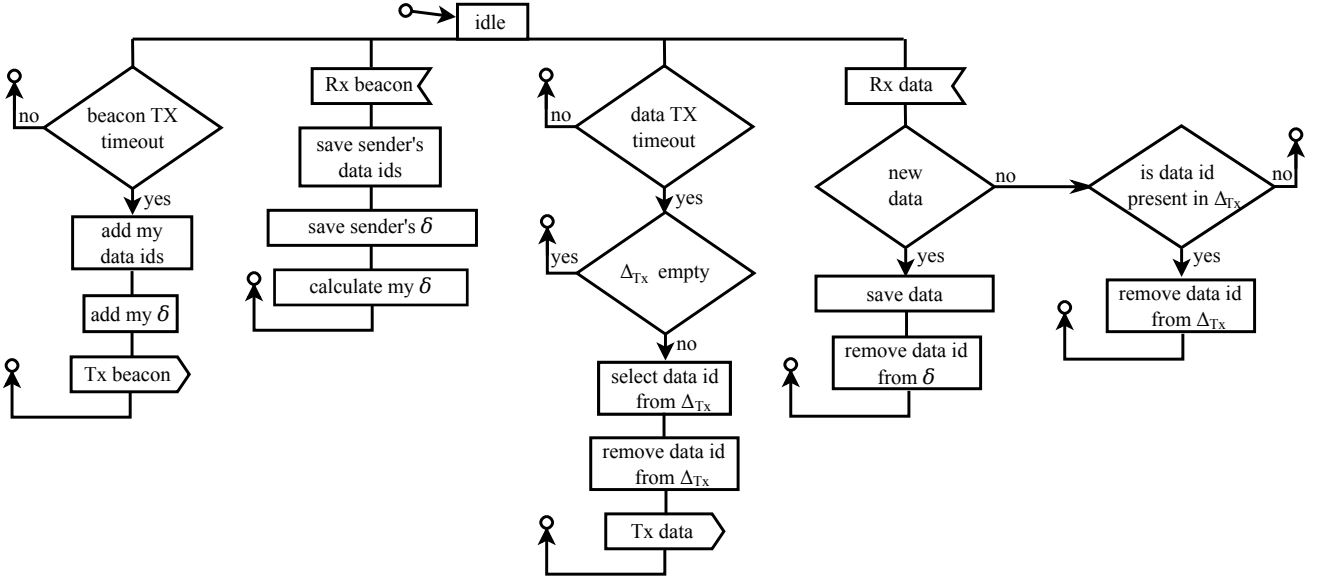 idle
no
beacon TX
timeout
yes
add my
data ids
add my δ
Tx beacon
Rx beacon
save sender's
data ids
save sender's δ
calculate my δ
no
data TX
timeout
yes
yes
Δ_Tx empty
no
select data id
from Δ_Tx
remove data id
from Δ_Tx
Tx data
Rx data
new
data
no
yes
save data
remove data id
from δ
is data id
present in Δ_Tx
no
yes
remove data id
from Δ_Tx